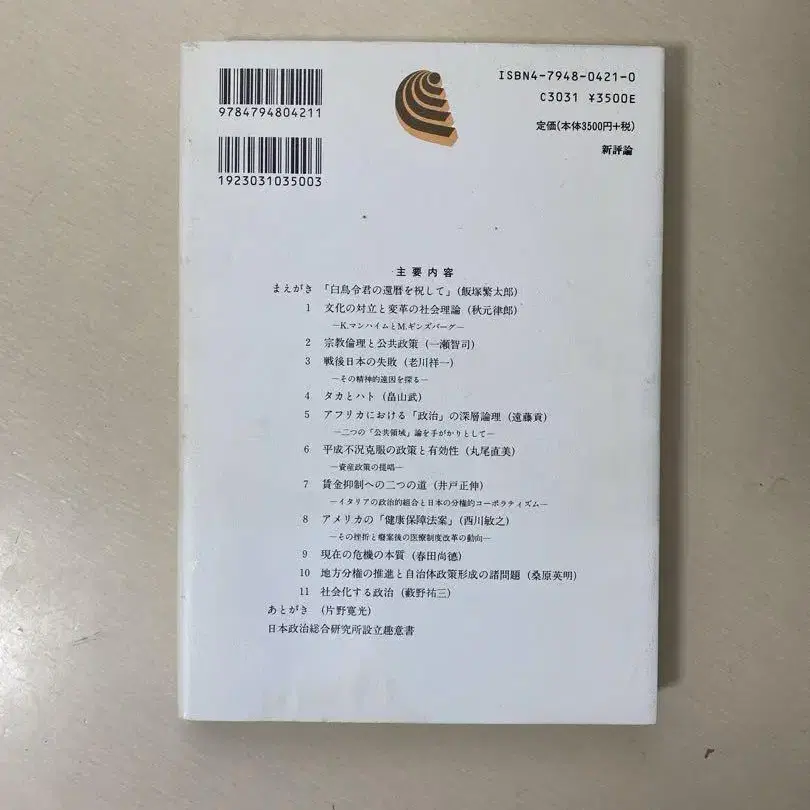 9784794804211
1923031035003
ISBN4-7948-0421-0
C3031 ¥3500E
定価(本体3500円+税)
新評論
主要内容
まえがき 「白鳥令君の還暦を祝して」(飯塚繁太郎)
1 文化の対立と変革の社会理論(秋元律郎)
―K.マンハイムとM.ギンズバーグ―
2 宗教倫理と公共政策(一瀬智司)
3 戦後日本の失敗(老川祥一)
―その精神的遠因を探る―
4 タカとハト(畠山武)
5 アフリカにおける「政治」の深層論理(遠藤貢)
―二つの「公共領域」論を手がかりとして―
6 平成不況克服の政策と有効性(丸尾直美)
―資産政策の提唱―
7 賃金抑制への二つの道(井戸正伸)
―イタリアの政治的組合と日本の分権的コーポラティズム―
8 アメリカの「健康保障法案」(西川敏之)
―その挫折と廃案後の医療制度改革の動向―
9 現在の危機の本質(春田尚徳)
10 地方分権の推進と自治体政策形成の諸問題(桑原英明)
11 社会化する政治(藪野祐三)
あとがき (片野寛光)
日本政治総合研究所設立趣意書